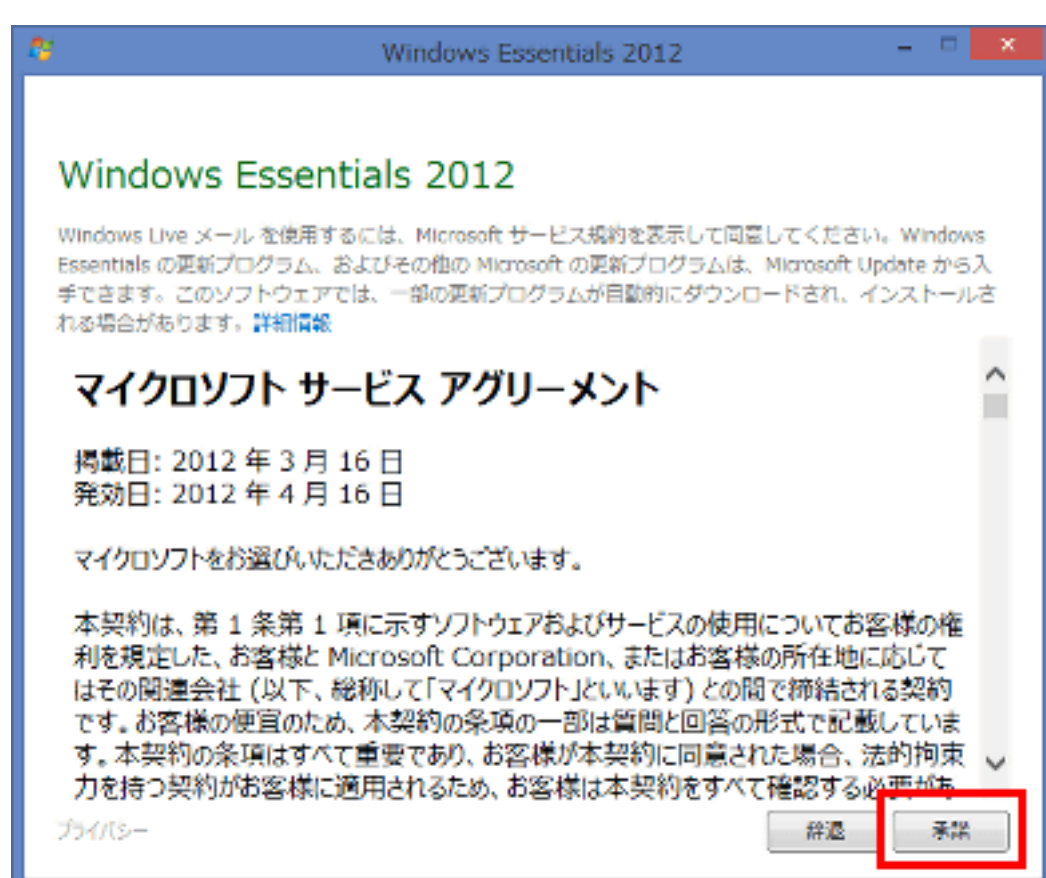 Windows Essentials 2012
Windows Essentials 2012
Windows Live メール を使用するには、Microsoft サービス規約を表示して同意してください。Windows
Essentials の更新プログラム、およびその他の Microsoft の更新プログラムは、Microsoft Update から入
手できます。このソフトウェアでは、一部の更新プログラムが自動的にダウンロードされ、インストールさ
れる場合があります。詳細情報
マイクロソフト サービス アグリーメント
掲載日: 2012 年 3 月 16 日
発効日: 2012 年 4 月 16 日
マイクロソフトをお選びいただきありがとうございます。
本契約は、第 1 条第 1 項に示すソフトウェアおよびサービスの使用についてお客様の権
利を規定した、お客様と Microsoft Corporation、またはお客様の所在地に応じて
はその関連会社 (以下、総称して「マイクロソフト」といいます) との間で締結される契約
です。お客様の便宜のため、本契約の条項の一部は質問と回答の形式で記載していま
す。本契約の条項はすべて重要であり、お客様が本契約に同意された場合、法的拘束
力を持つ契約がお客様に適用されるため、お客様は本契約をすべて確認する必要があ
プライバシー
辞退
承諾